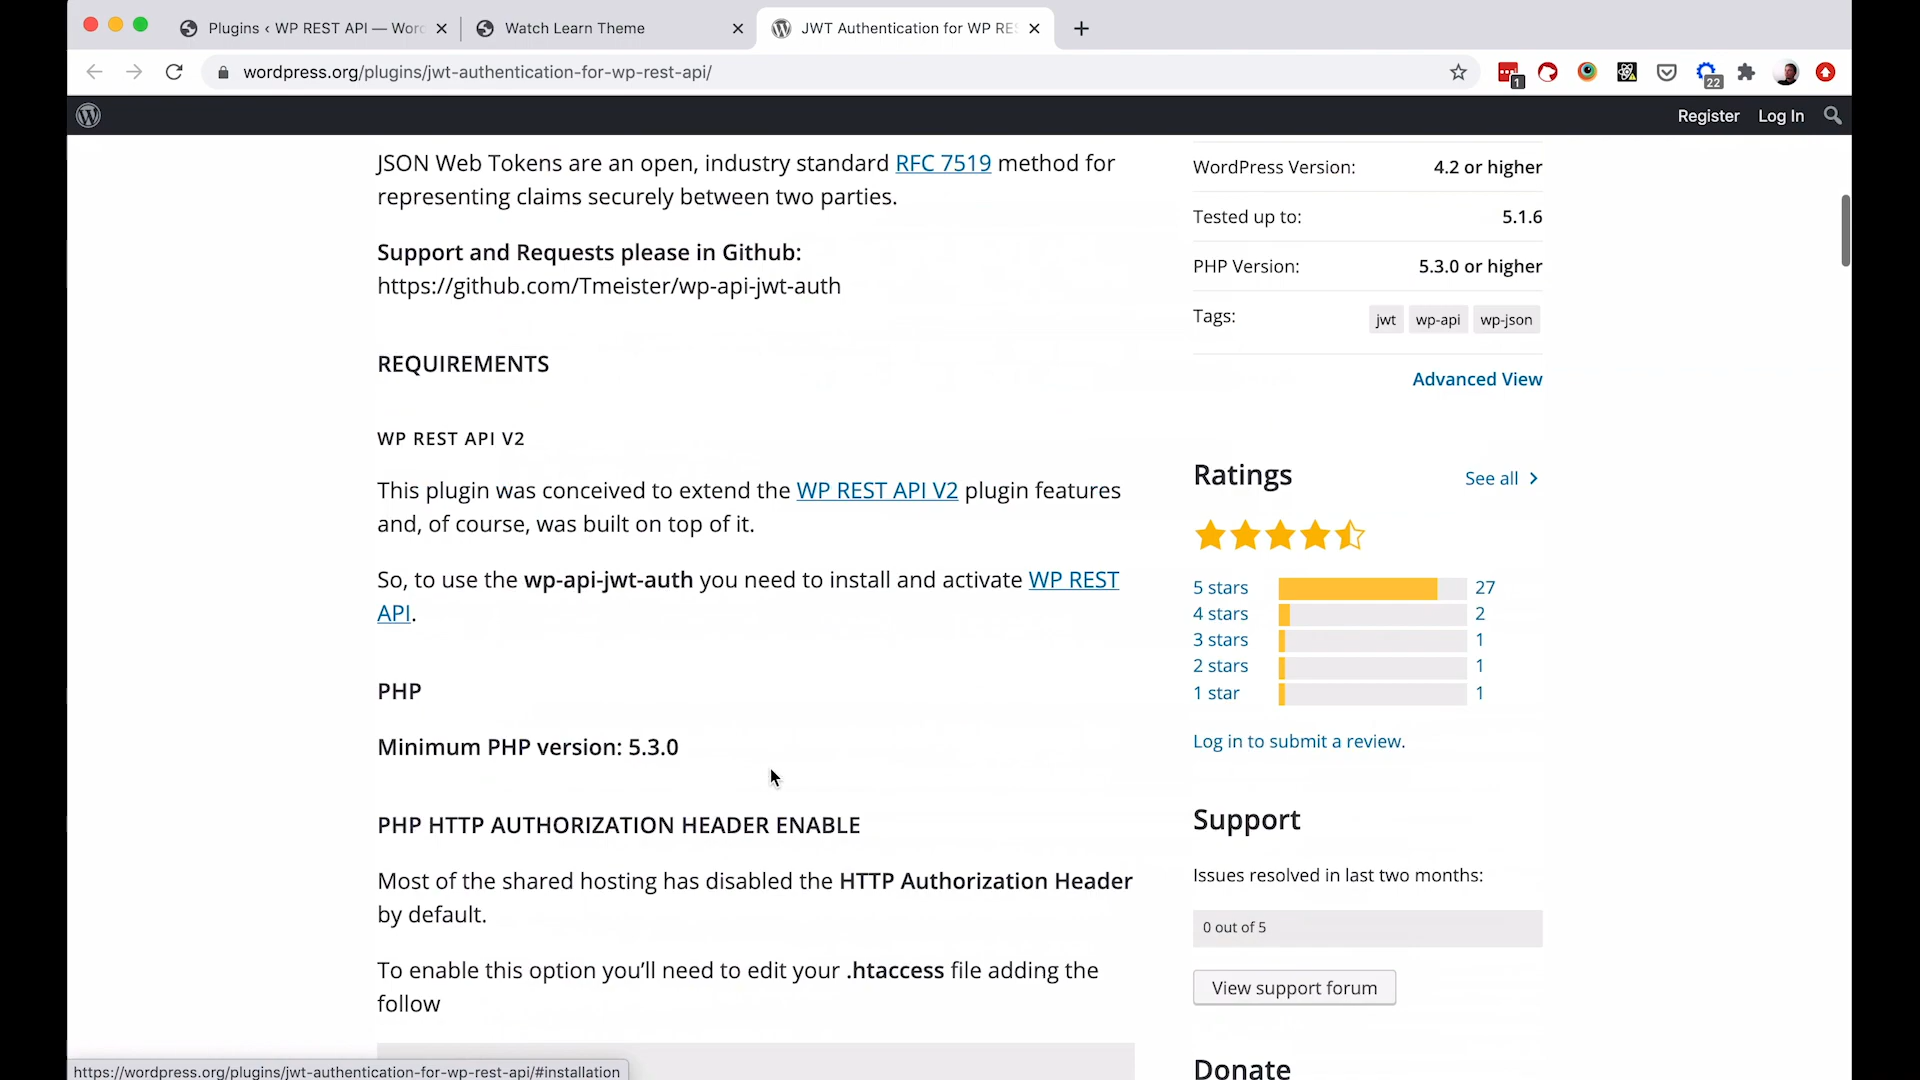 Plugins ‹ WP REST API — Wor
Watch Learn Theme
JWT Authentication for WP RES
wordpress.org/plugins/jwt-authentication-for-wp-rest-api/
1
22
Register
Log In
JSON Web Tokens are an open, industry standard RFC 7519 method for
representing claims securely between two parties.
Support and Requests please in Github:
https://github.com/Tmeister/wp-api-jwt-auth
REQUIREMENTS
WP REST API V2
This plugin was conceived to extend the WP REST API V2 plugin features
and, of course, was built on top of it.
So, to use the wp-api-jwt-auth you need to install and activate WP REST
API.
PHP
Minimum PHP version: 5.3.0
PHP HTTP AUTHORIZATION HEADER ENABLE
Most of the shared hosting has disabled the HTTP Authorization Header
by default.
To enable this option you’ll need to edit your .htaccess file adding the
follow
WordPress Version: 4.2 or higher
Tested up to: 5.1.6
PHP Version: 5.3.0 or higher
Tags: jwt wp-api wp-json
Advanced View
Ratings See all
5 stars 27
4 stars 2
3 stars 1
2 stars 1
1 star 1
Log in to submit a review.
Support
Issues resolved in last two months:
0 out of 5
View support forum
Donate
https://wordpress.org/plugins/jwt-authentication-for-wp-rest-api/#installation